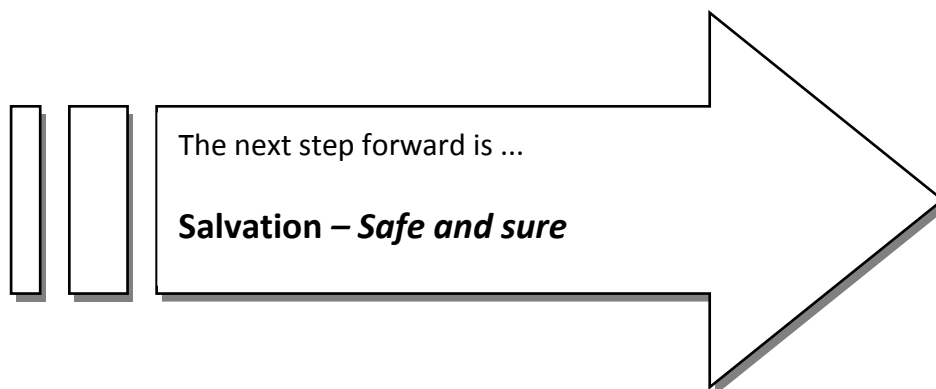 The next step forward is ...
Salvation – Safe and sure